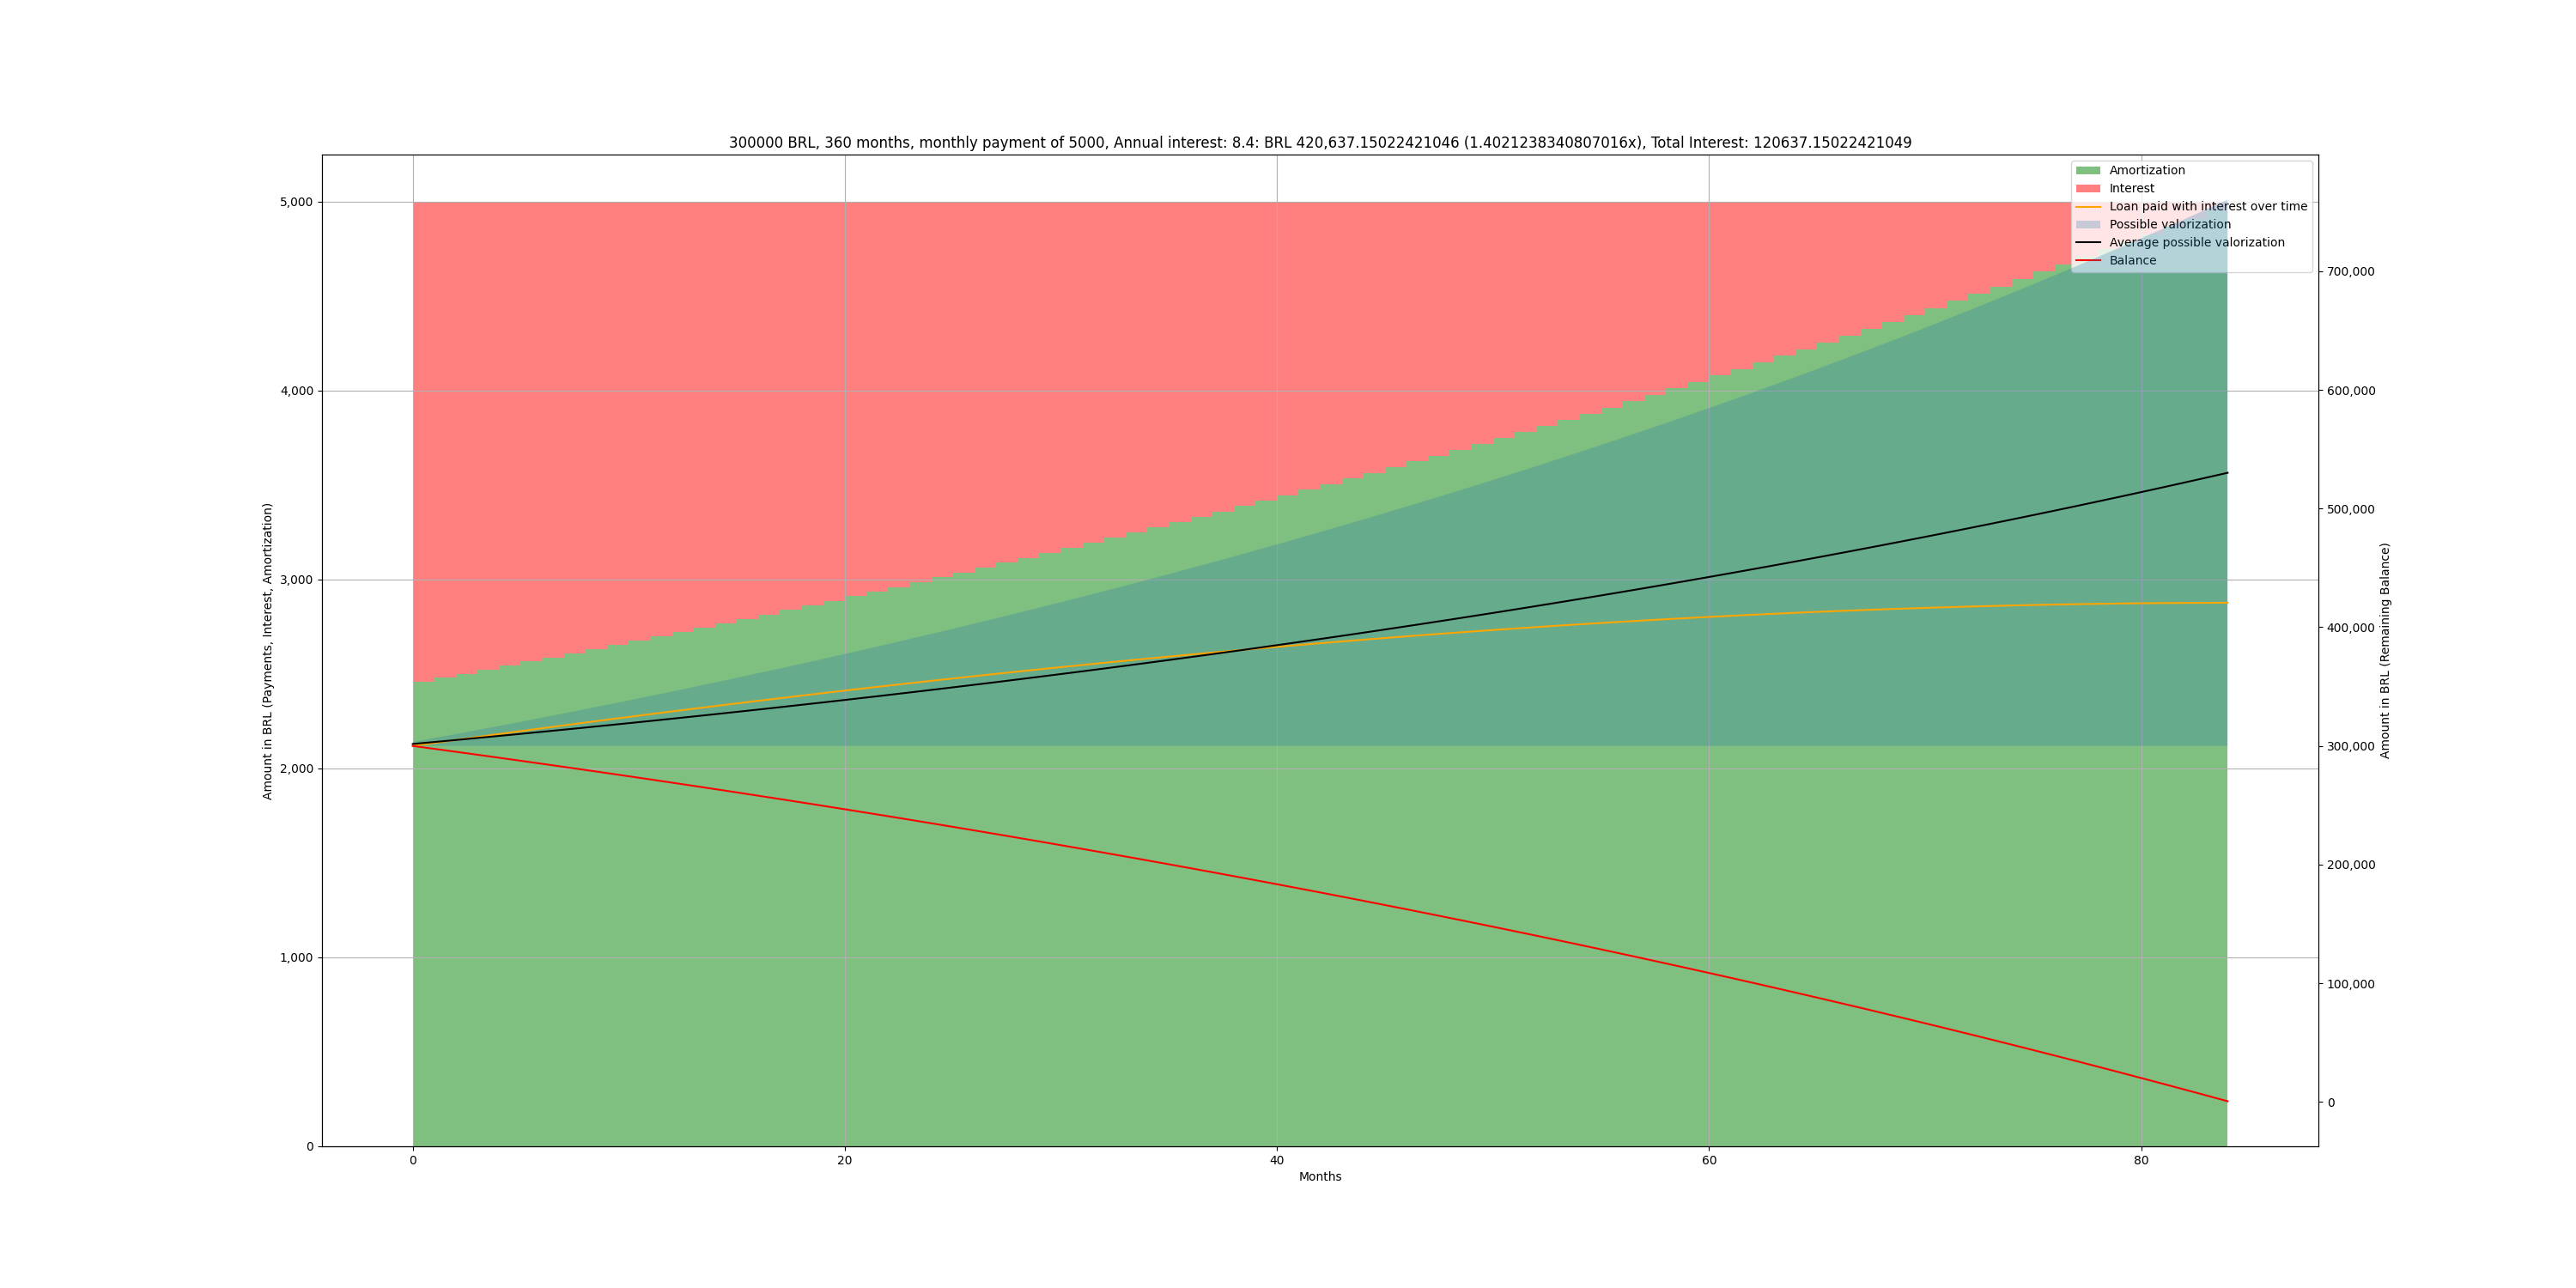 300000 BRL, 360 months, monthly payment of 5000, Annual interest: 8.4: BRL 420,637.15022421046 (1.4021238340807016x), Total Interest: 120637.15022421049
Amortization
Interest
Loan paid with interest over time
Possible valorization
Average possible valorization
Balance
Amount in BRL (Payments, Interest, Amortization)
5,000
4,000
3,000
2,000
1,000
0
700,000
600,000
500,000
400,000
300,000
200,000
100,000
0
Amount in BRL (Remaining Balance)
0 20 40 60 80
Months